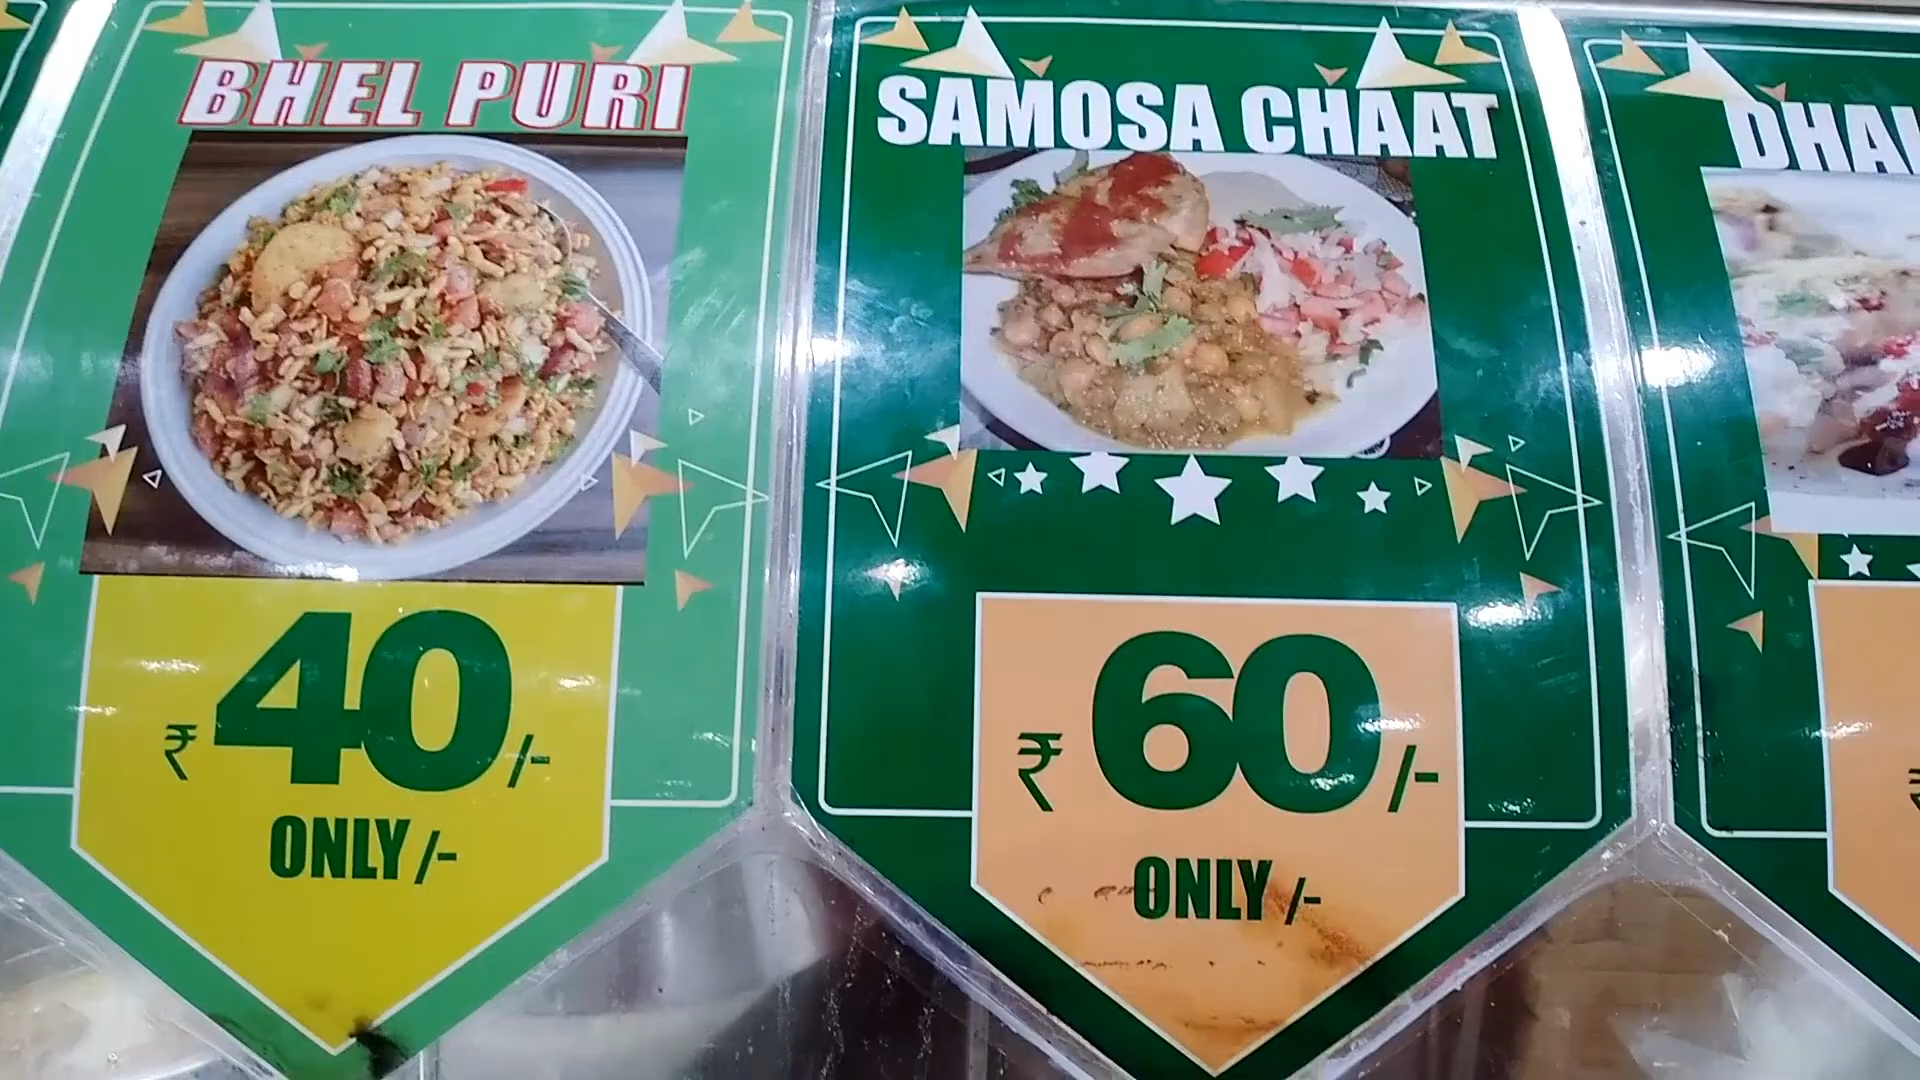 BHEL PURI
₹40/-
ONLY/-
SAMOSA CHAAT
₹60/-
ONLY/-